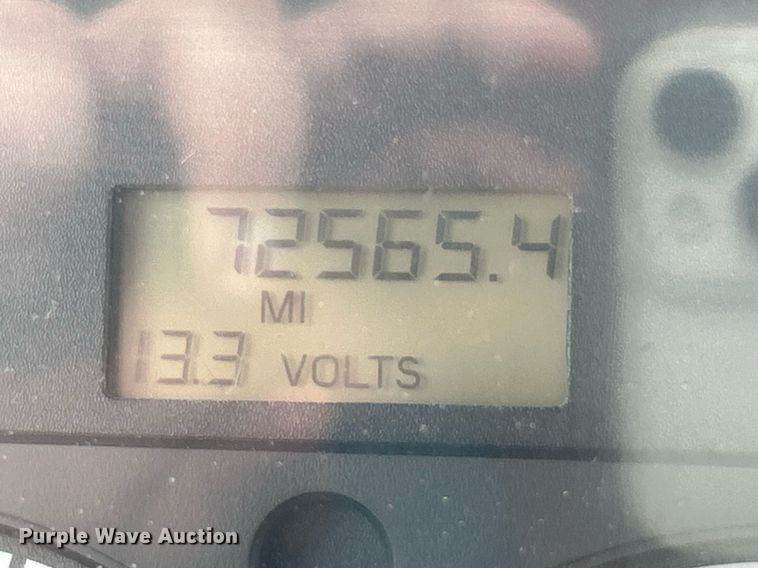 72565.4
MI
13.3 VOLTS
Purple Wave Auction